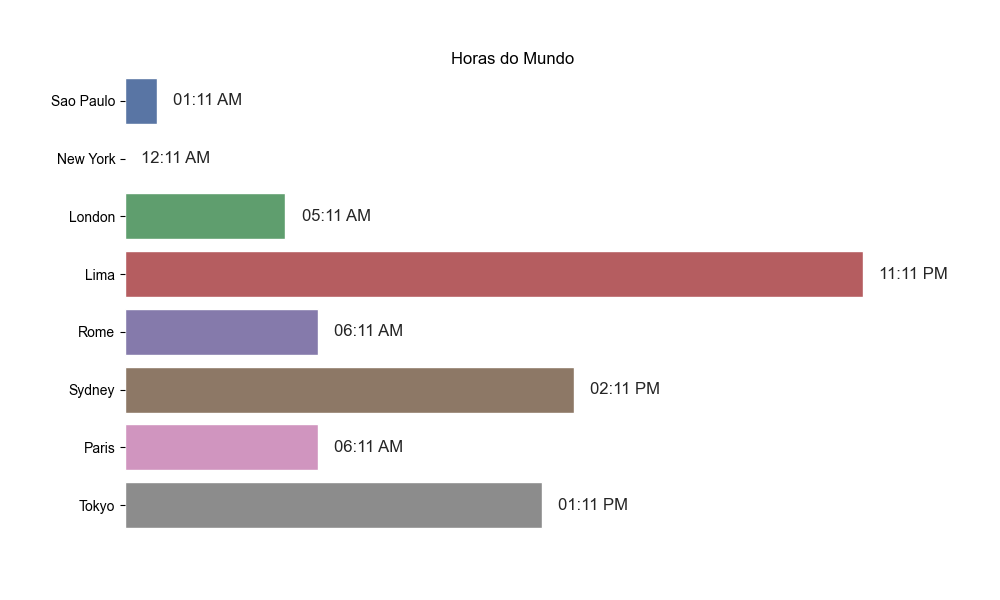 Horas do Mundo
Sao Paulo 01:11 AM
New York 12:11 AM
London 05:11 AM
Lima 11:11 PM
Rome 06:11 AM
Sydney 02:11 PM
Paris 06:11 AM
Tokyo 01:11 PM